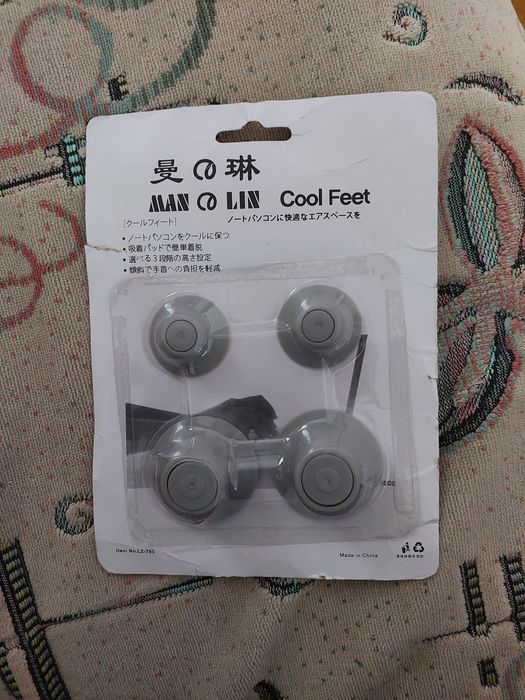 曼の琳
MAN の LIN Cool Feet
ノートパソコンに快適なエアスペースを
[クールフィート]
• ノートパソコンをクールに保つ
• 吸着パッドで簡単着脱
• 選べる3段階の高さ設定
• 傾斜で手首への負担を軽減
SIDE
Item No.LZ-793
Made in China